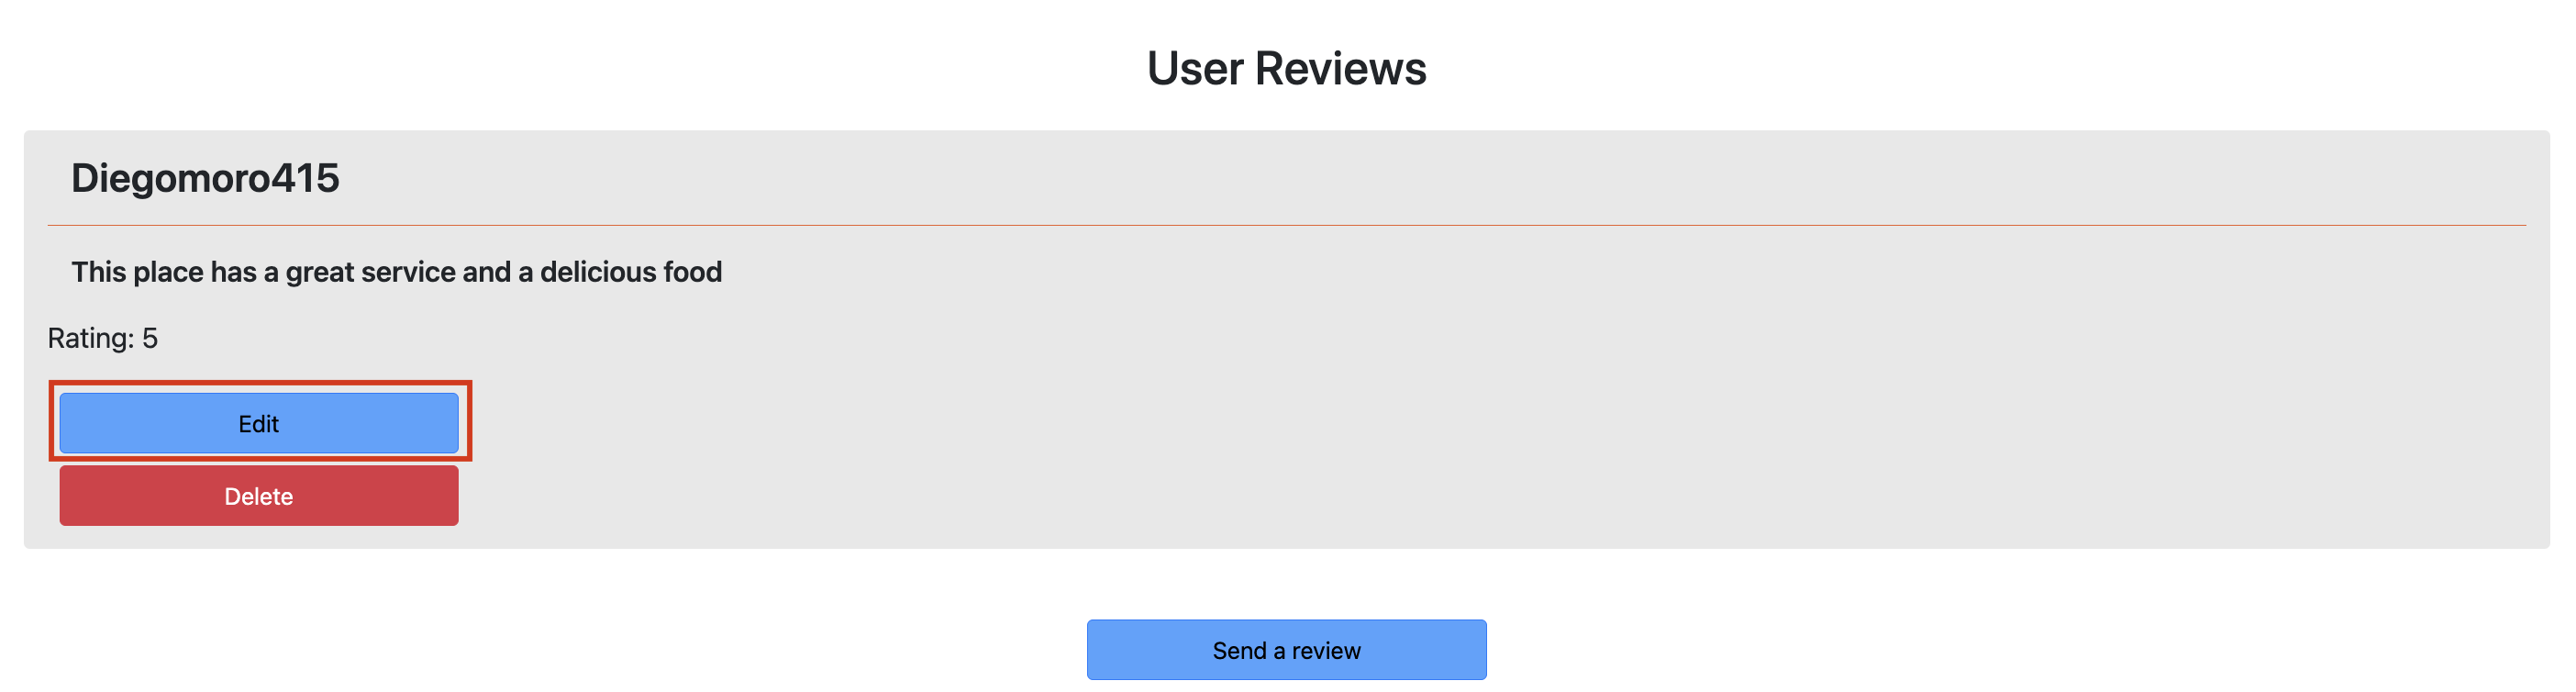 User Reviews
Diegomoro415
This place has a great service and a delicious food
Rating: 5
Edit
Delete
Send a review